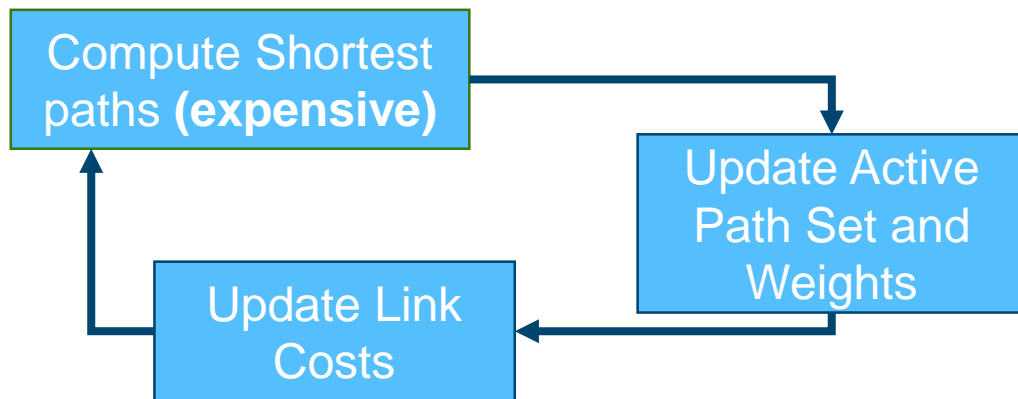 Compute Shortest
paths (expensive)
Update Active
Path Set and
Weights
Update Link
Costs